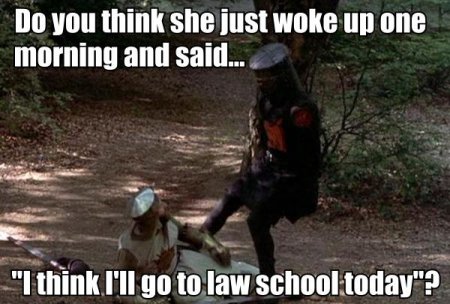 Do you think she just woke up one
morning and said...
"I think I'll go to law school today"?